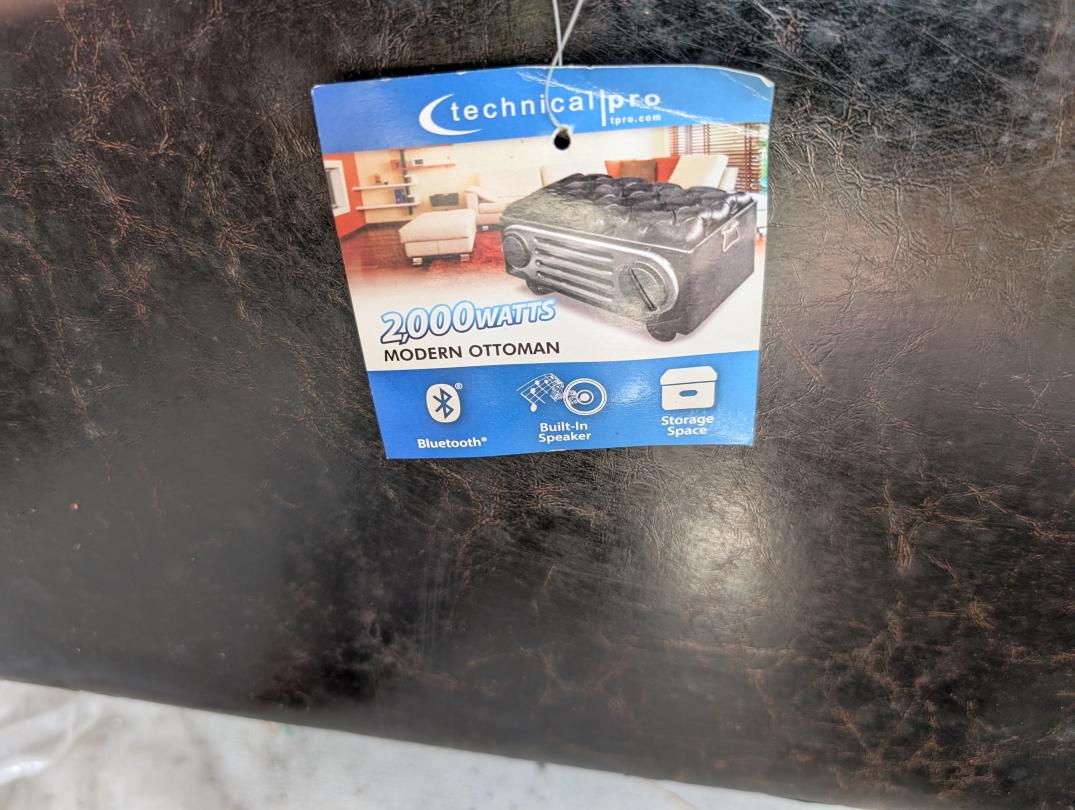 technical pro
tpro.com
2,000WATTS
MODERN OTTOMAN
Bluetooth®
Built-In
Speaker
Storage
Space